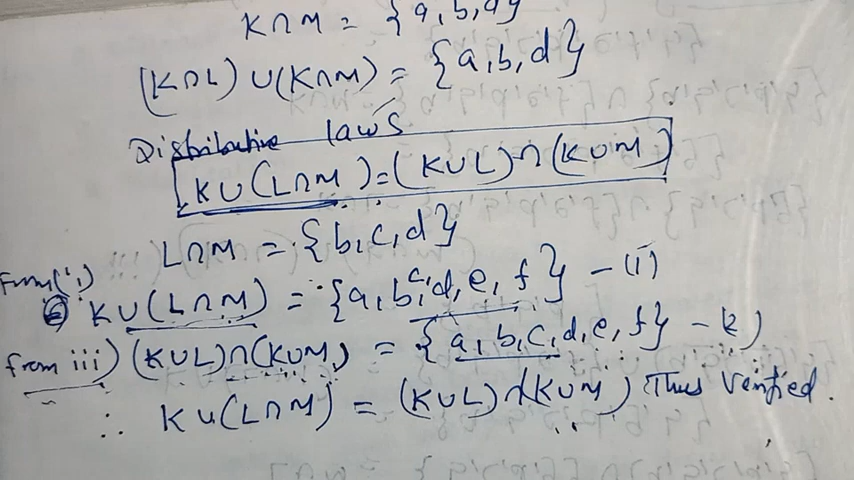 K∩M = {a,b,d}
(K∩L) ∪(K∩M) = {a,b,d}
Distributive laws
K∪(L∩M)=(K∪L)∩(K∪M)
L∩M = {b,c,d}
From(i)
K∪(L∩M) = {a,b,c,d,e,f} –(i)
from iii) (K∪L)∩(K∪M) = {a,b,c,d,e,f} –
∴ K∪(L∩M) = (K∪L)∩(K∪M) Thus Verified.